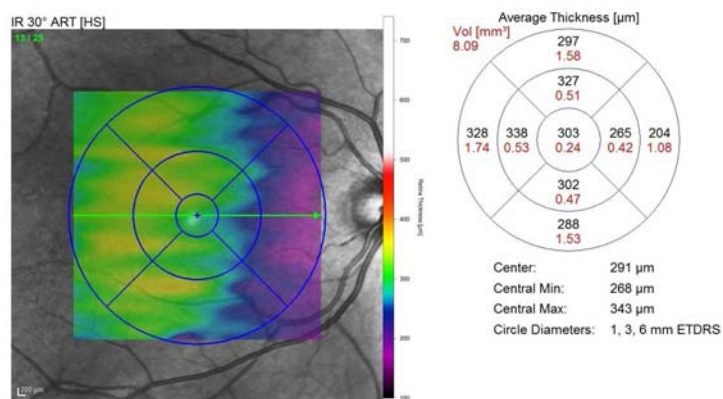 IR 30° ART [HS]
13 / 25
700
600
500
400
300
200
100
Retina Thickness [µm]
200 µm
Average Thickness [µm]
Vol [mm³]
8.09
297
1.58
327
0.51
328
1.74
338
0.53
303
0.24
265
0.42
204
1.08
302
0.47
288
1.53
Center: 291 µm
Central Min: 268 µm
Central Max: 343 µm
Circle Diameters: 1, 3, 6 mm ETDRS